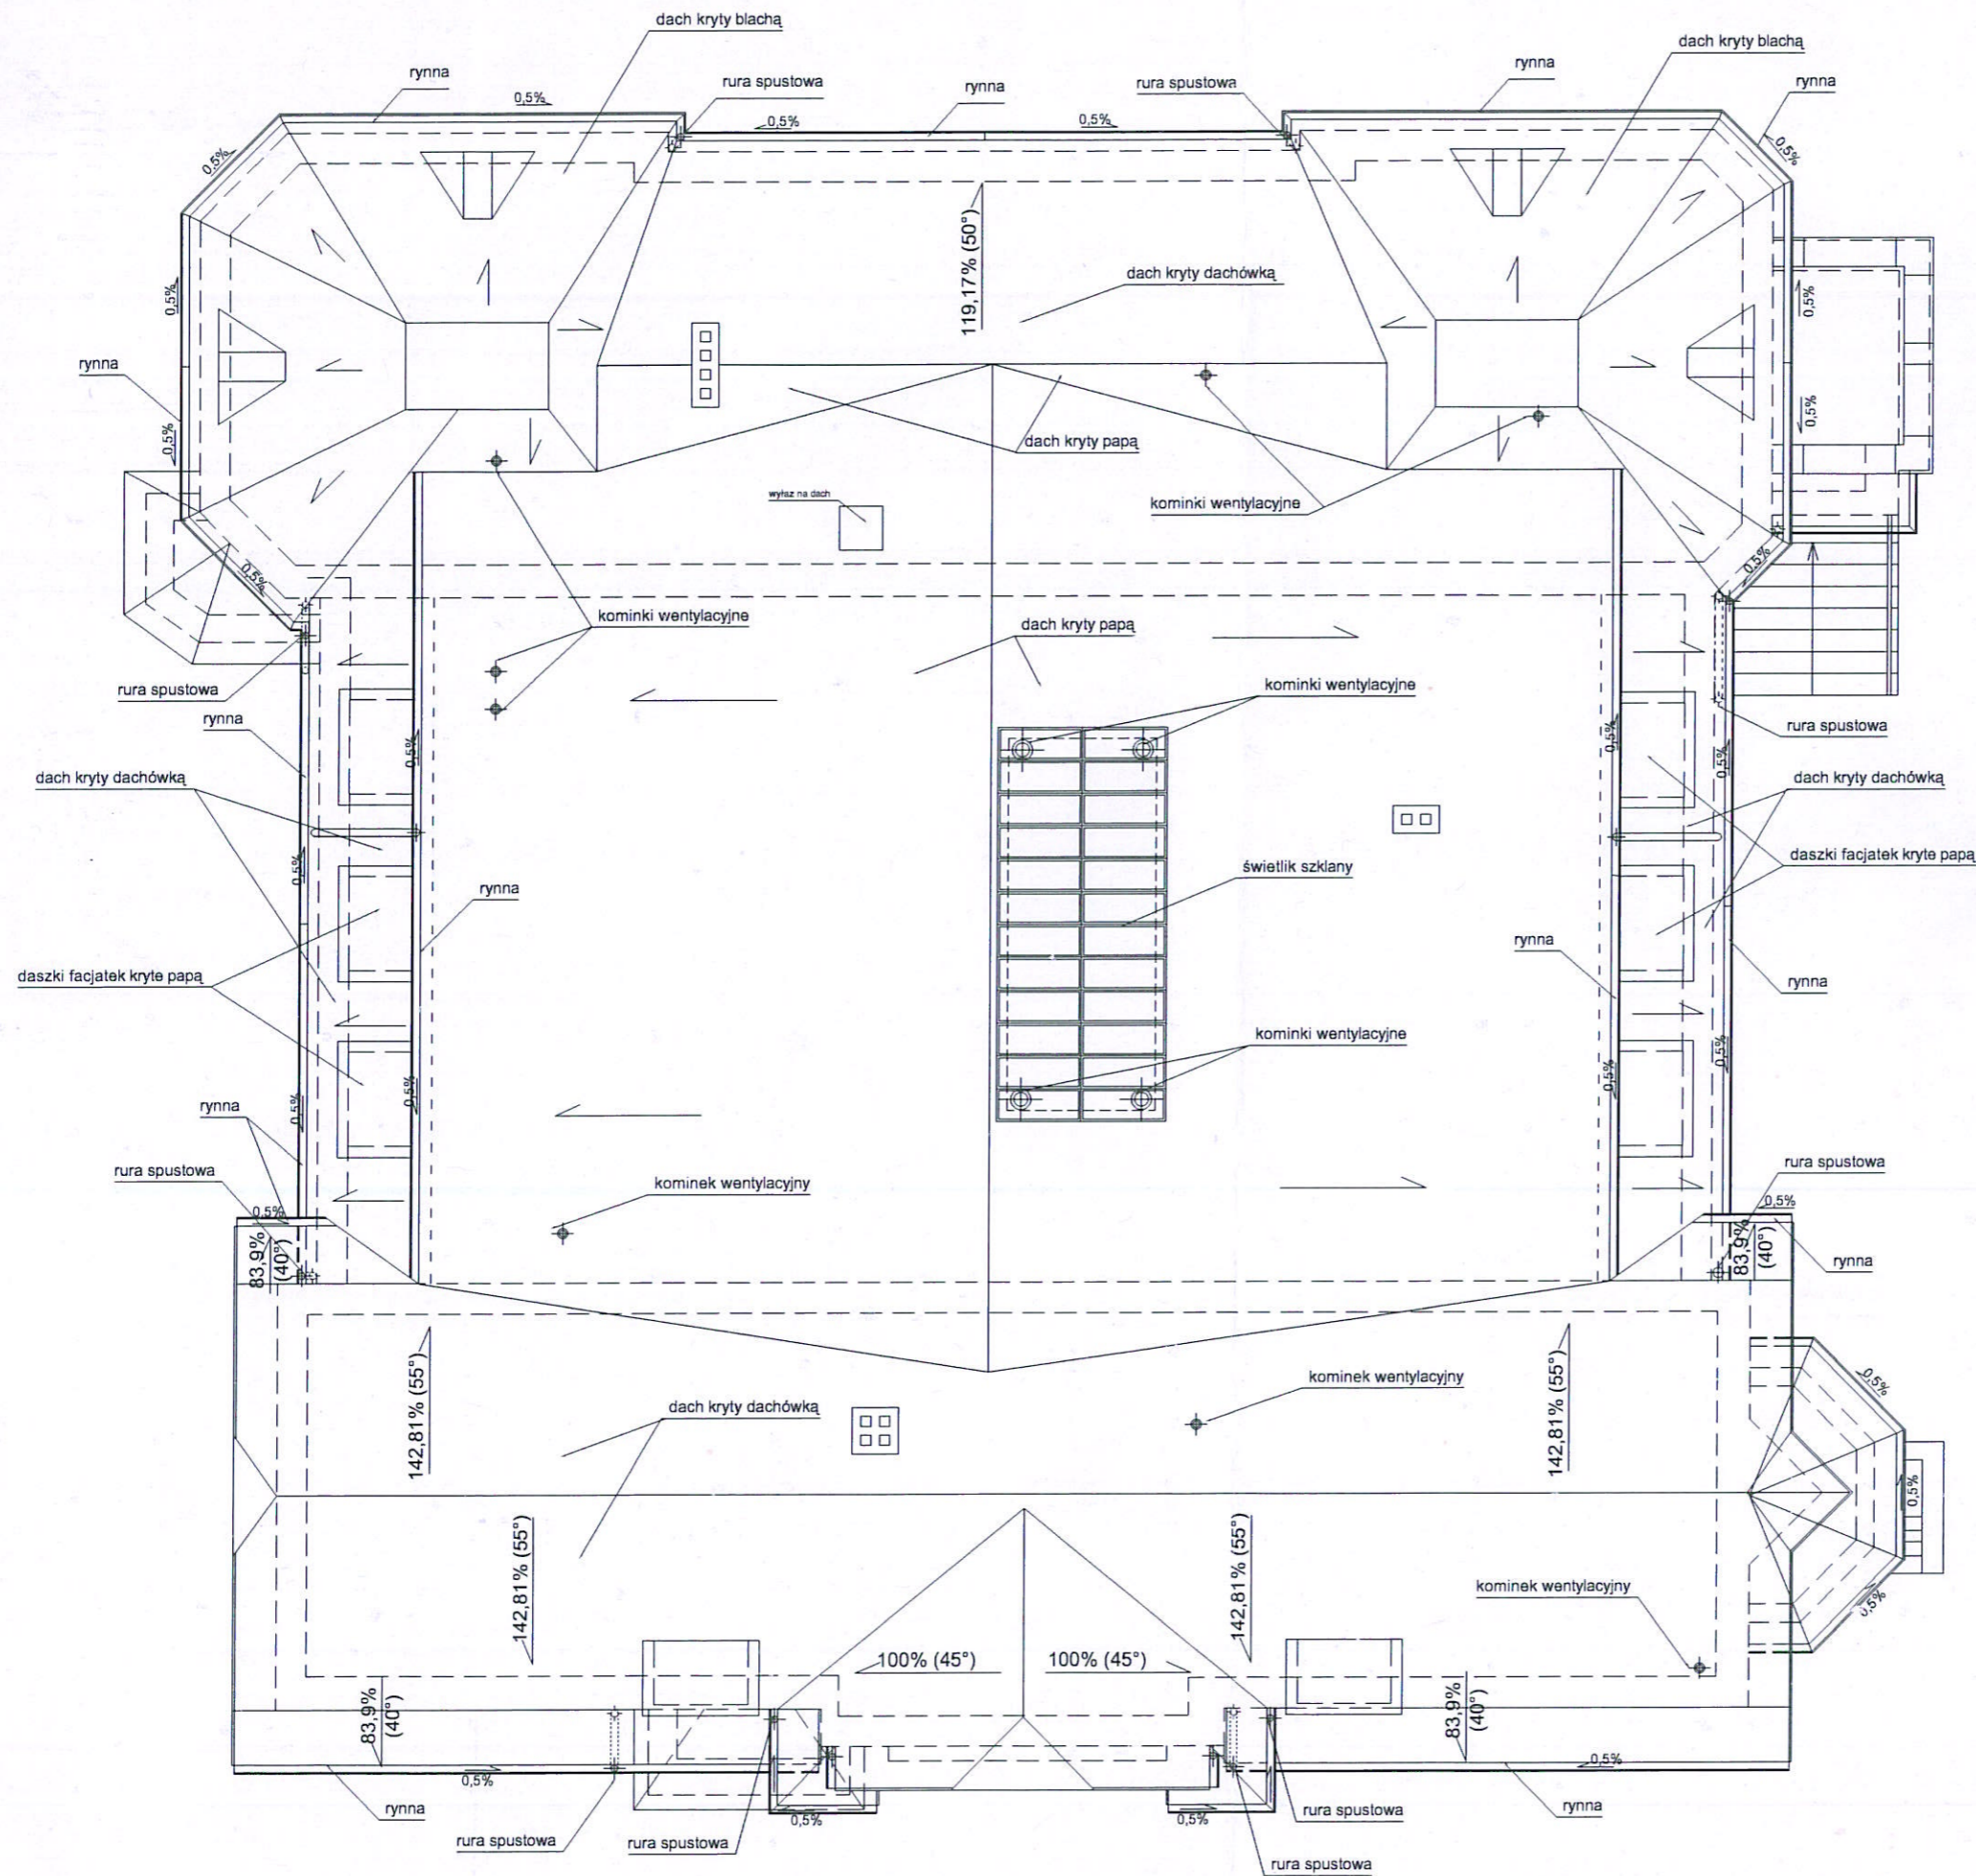 dach kryty blachą
dach kryty blachą
rynna
rura spustowa
rynna
rura spustowa
rynna
rynna
0,5%
0,5%
0,5%
0,5%
0,5%
119,17% (50°)
dach kryty dachówką
0,5%
0,5%
0,5%
rynna
0,5%
0,5%
dach kryty papą
wyłaz na dach
kominki wentylacyjne
0,5%
0,5%
kominki wentylacyjne
dach kryty papą
rura spustowa
kominki wentylacyjne
rynna
rura spustowa
0,5%
0,5%
0,5%
dach kryty dachówką
dach kryty dachówką
0,5%
świetlik szklany
daszki facjatek kryte papą
rynna
rynna
daszki facjatek kryte papą
rynna
kominki wentylacyjne
0,5%
0,5%
0,5%
0,5%
rynna
rura spustowa
kominek wentylacyjny
rura spustowa
0,5%
0,5%
83,9%
(40°)
83,9%
(40°)
rynna
142,81% (55°)
142,81% (55°)
kominek wentylacyjny
0,5%
dach kryty dachówką
0,5%
142,81% (55°)
142,81% (55°)
kominek wentylacyjny
0,5%
100% (45°)
100% (45°)
83,9%
(40°)
83,9%
(40°)
0,5%
0,5%
rynna
0,5%
0,5%
rynna
rura spustowa
rura spustowa
rura spustowa
rura spustowa